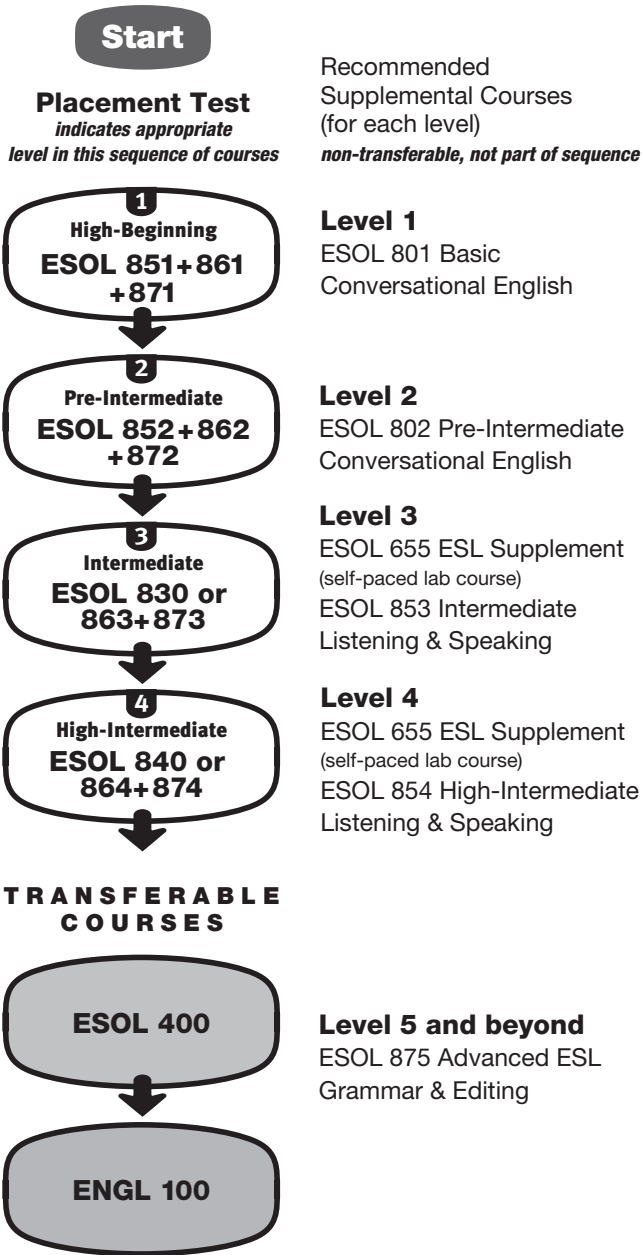 Start
Placement Test
indicates appropriate
level in this sequence of courses
Recommended
Supplemental Courses
(for each level)
non-transferable, not part of sequence
1
High-Beginning
ESOL 851+861
+871
Level 1
ESOL 801 Basic
Conversational English
2
Pre-Intermediate
ESOL 852+862
+872
Level 2
ESOL 802 Pre-Intermediate
Conversational English
3
Intermediate
ESOL 830 or
863+873
Level 3
ESOL 655 ESL Supplement
(self-paced lab course)
ESOL 853 Intermediate
Listening & Speaking
4
High-Intermediate
ESOL 840 or
864+874
Level 4
ESOL 655 ESL Supplement
(self-paced lab course)
ESOL 854 High-Intermediate
Listening & Speaking
TRANSFERABLE
COURSES
ESOL 400
Level 5 and beyond
ESOL 875 Advanced ESL
Grammar & Editing
ENGL 100